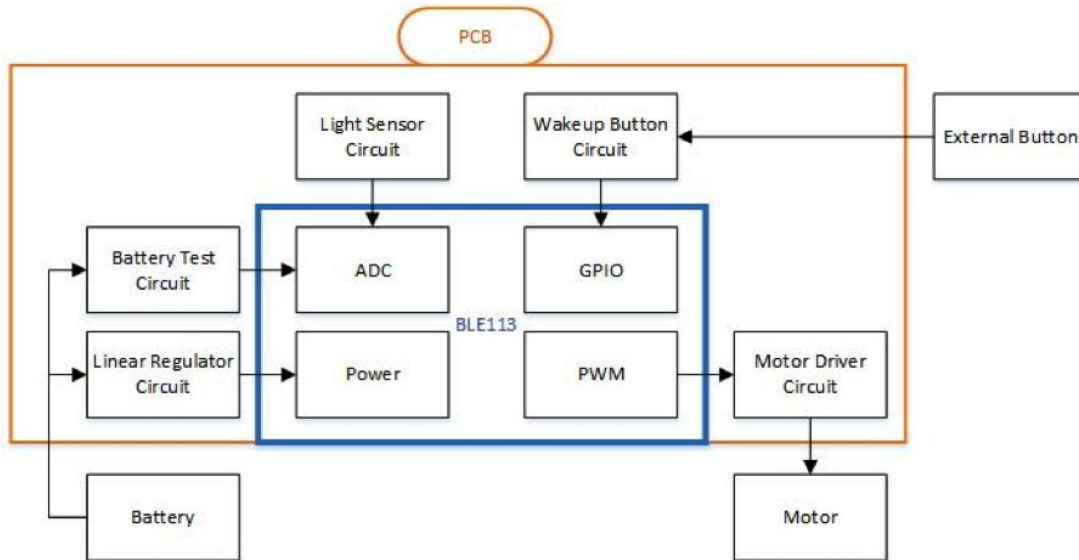 PCB
Light Sensor
Circuit
Wakeup Button
Circuit
External Button
Battery Test
Circuit
ADC
GPIO
BLE113
Linear Regulator
Circuit
Power
PWM
Motor Driver
Circuit
Battery
Motor